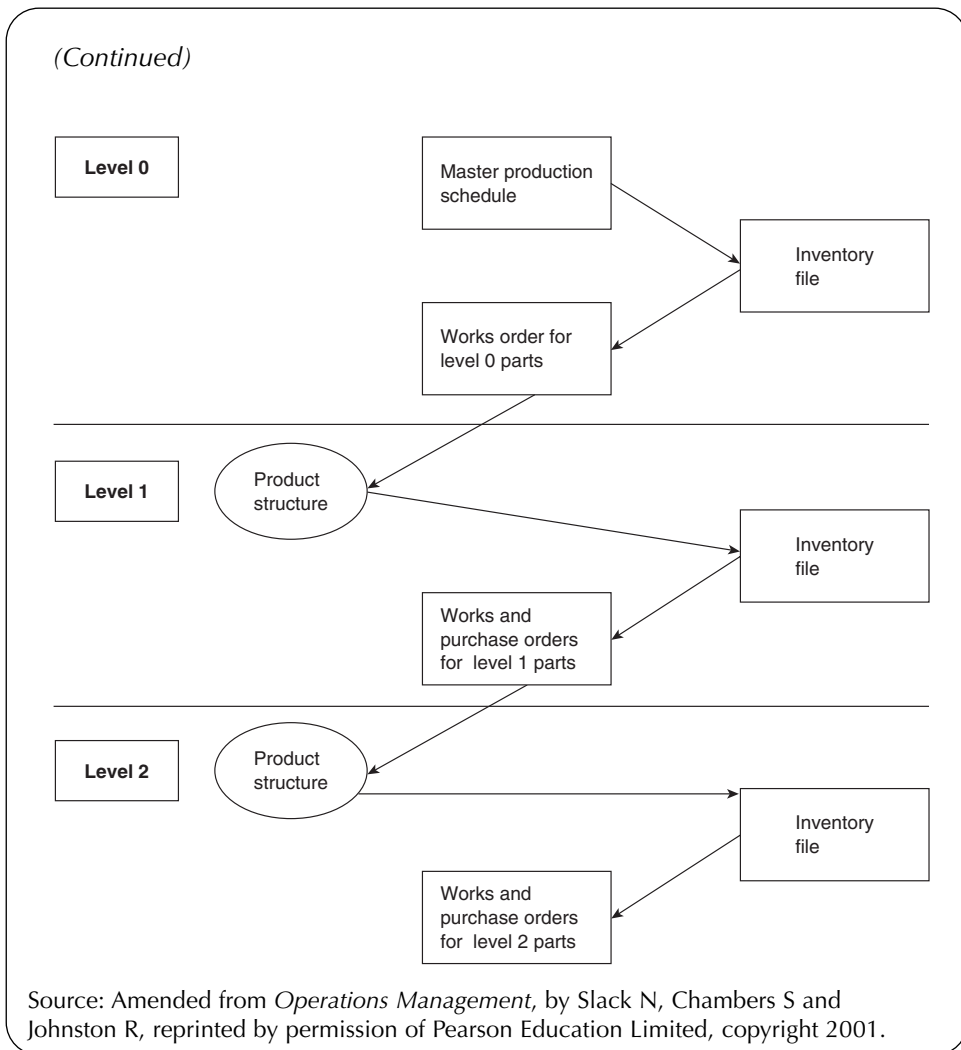 (Continued)
Level 0
Master production
schedule
Inventory
file
Works order for
level 0 parts
Level 1
Product
structure
Inventory
file
Works and
purchase orders
for level 1 parts
Level 2
Product
structure
Inventory
file
Works and
purchase orders
for level 2 parts
Source: Amended from Operations Management, by Slack N, Chambers S and
Johnston R, reprinted by permission of Pearson Education Limited, copyright 2001.